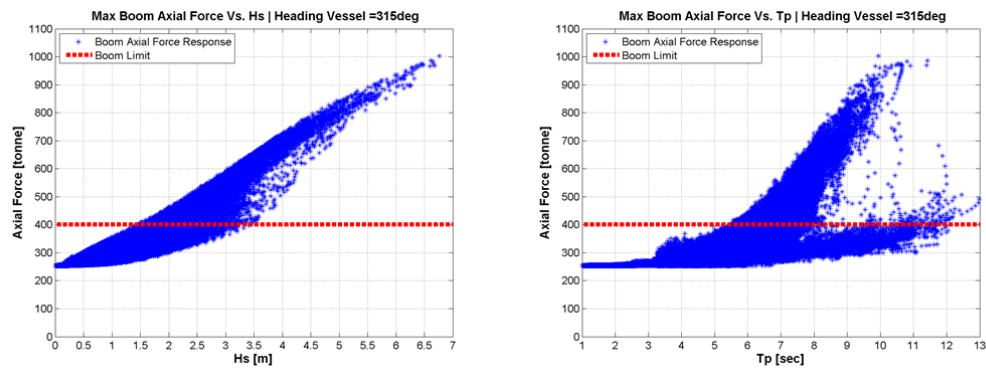 Max Boom Axial Force Vs. Hs | Heading Vessel =315deg
1100
1000
900
800
700
600
500
400
300
200
100
0
Axial Force [tonne]
Boom Axial Force Response
Boom Limit
0 0.5 1 1.5 2 2.5 3 3.5 4 4.5 5 5.5 6 6.5 7
Hs [m]
Max Boom Axial Force Vs. Tp | Heading Vessel =315deg
1100
1000
900
800
700
600
500
400
300
200
100
0
Axial Force [tonne]
Boom Axial Force Response
Boom Limit
1 2 3 4 5 6 7 8 9 10 11 12 13
Tp [sec]